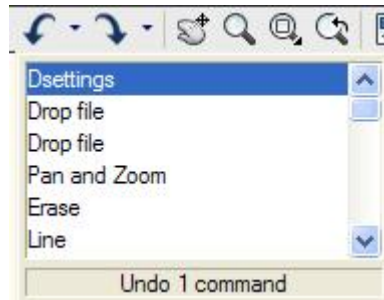 Dsettings
Drop file
Drop file
Pan and Zoom
Erase
Line
Undo 1 command